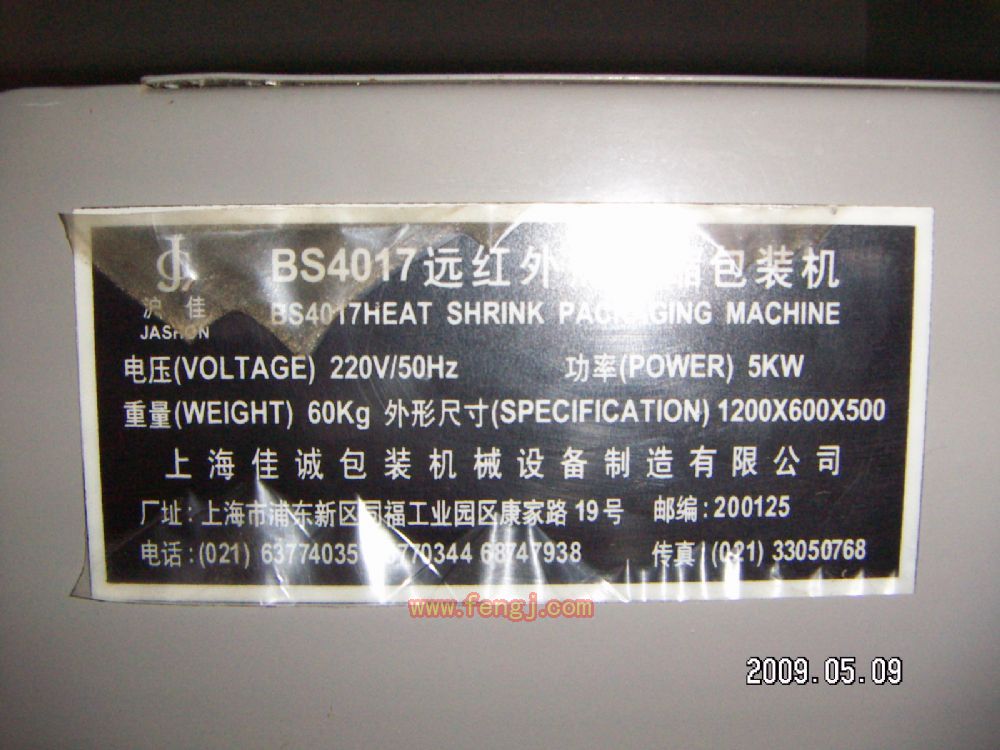 沪佳
JASHON
BS4017远红外 包装机
BS4017HEAT SHRINK PACKAGING MACHINE
电压(VOLTAGE) 220V/50Hz 功率(POWER) 5KW
重量(WEIGHT) 60Kg 外形尺寸(SPECIFICATION) 1200X600X500
上海佳诚包装机械设备制造有限公司
厂址:上海市浦东新区同福工业园区康家路19号 邮编:200125
电话:(021) 63774035 68747938 传真:(021) 33050768
www.fengj.com
2009.05.09